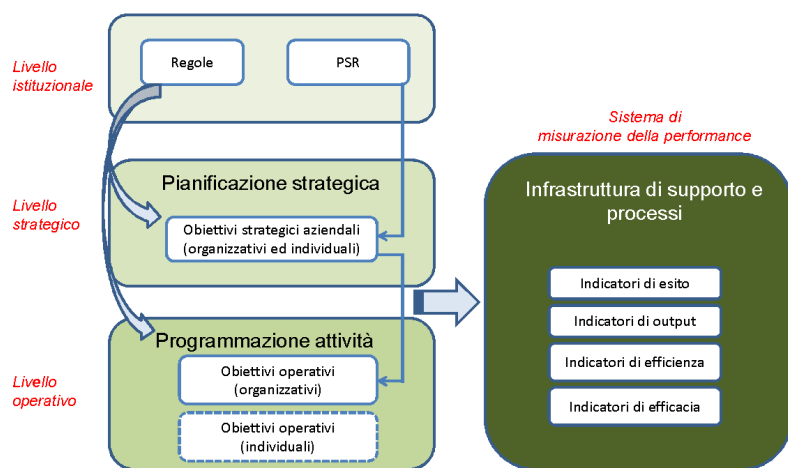 Livello
istituzionale
Regole
PSR
Livello
strategico
Pianificazione strategica
Obiettivi strategici aziendali
(organizzativi ed individuali)
Livello
operativo
Programmazione attività
Obiettivi operativi
(organizzativi)
Obiettivi operativi
(individuali)
Sistema di
misurazione della performance
Infrastruttura di supporto e
processi
Indicatori di esito
Indicatori di output
Indicatori di efficienza
Indicatori di efficacia